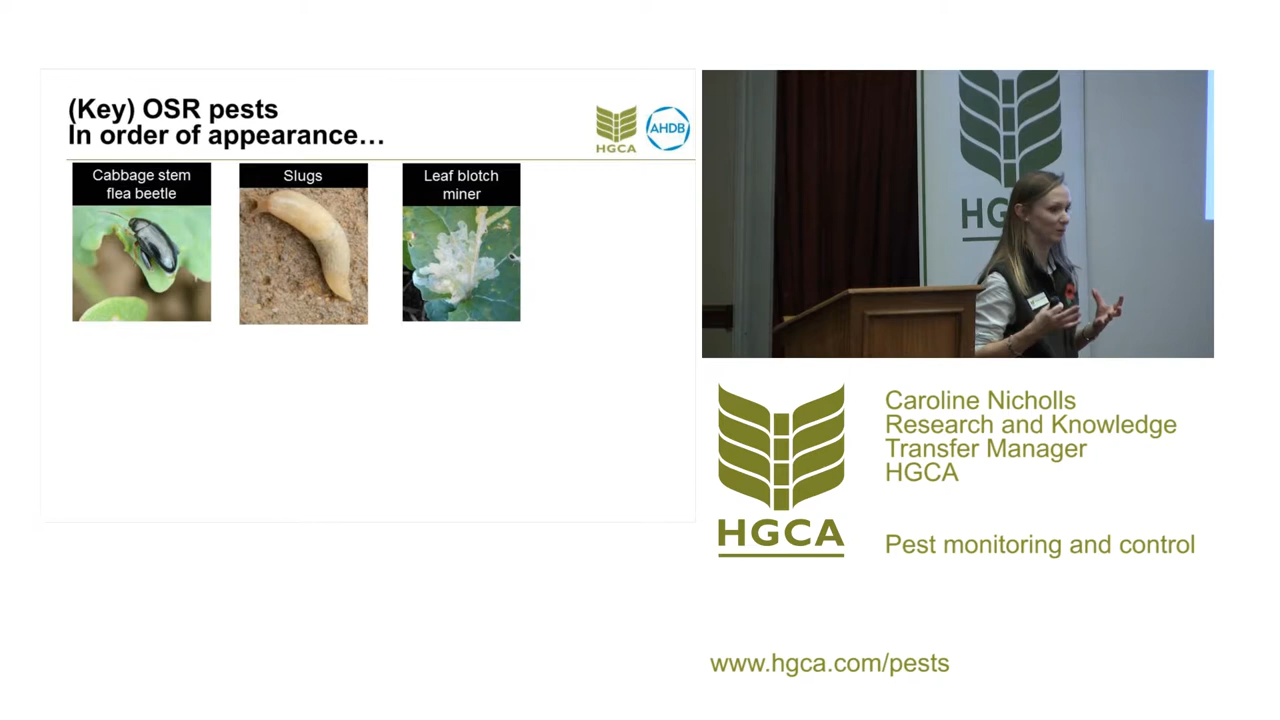 (Key) OSR pests
In order of appearance…
HGCA
AHDB
Cabbage stem
flea beetle
Slugs
Leaf blotch
miner
HG
Caroline Nicholls
Research and Knowledge
Transfer Manager
HGCA
HGCA
Pest monitoring and control
www.hgca.com/pests